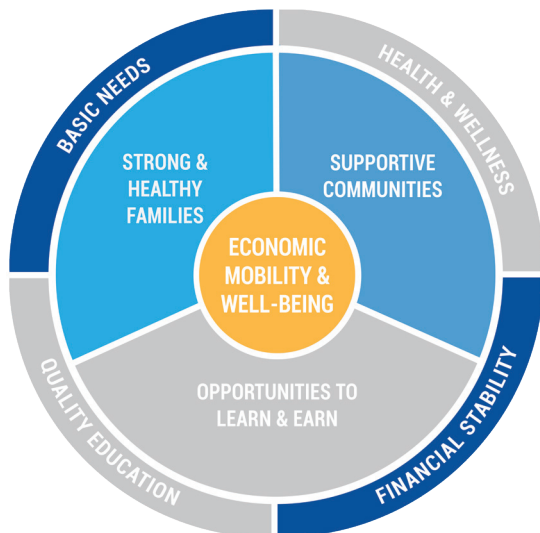 BASIC NEEDS
HEALTH & WELLNESS
STRONG &
HEALTHY
FAMILIES
SUPPORTIVE
COMMUNITIES
ECONOMIC
MOBILITY &
WELL-BEING
OPPORTUNITIES TO
LEARN & EARN
QUALITY EDUCATION
FINANCIAL STABILITY